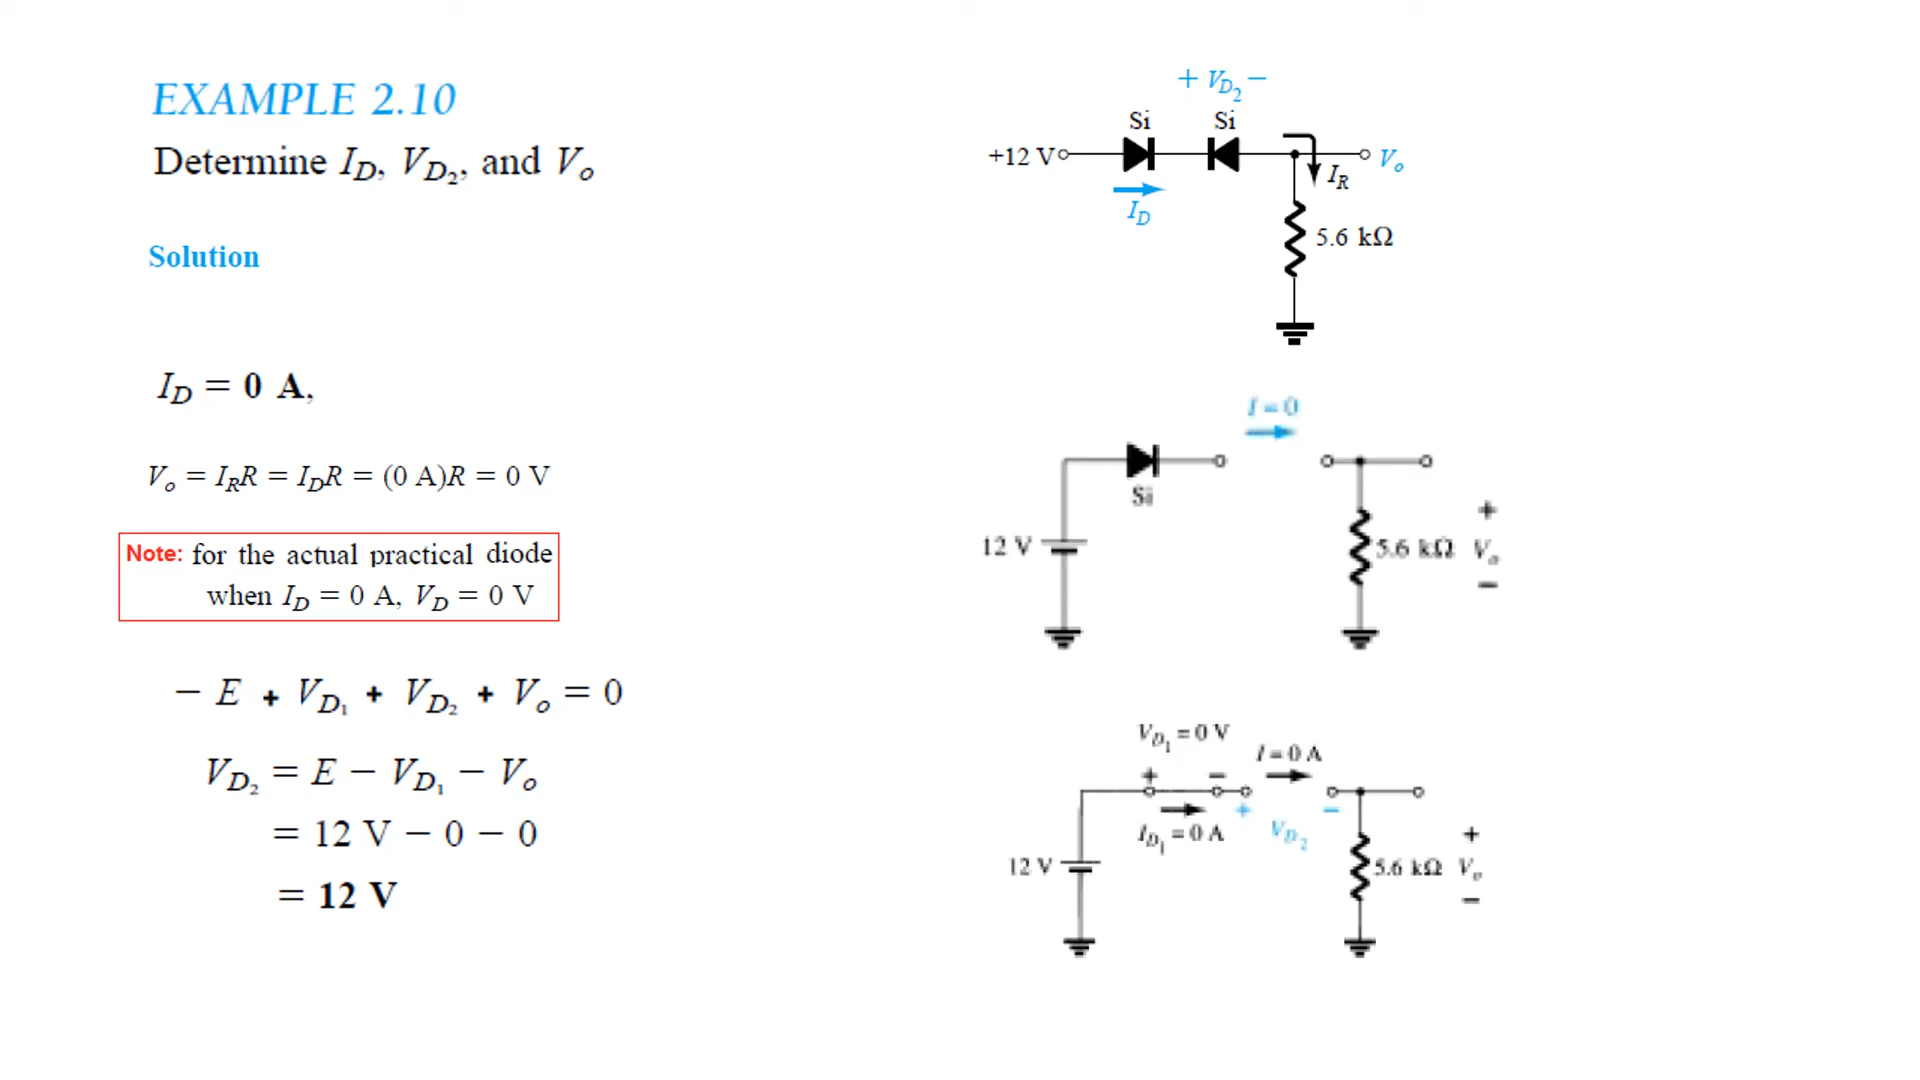 EXAMPLE 2.10
Determine I_D, V_D₂, and V_o
Solution
I_D = 0 A,
V_o = I_R R = I_D R = (0 A)R = 0 V
Note: for the actual practical diode
when I_D = 0 A, V_D = 0 V
− E + V_D₁ + V_D₂ + V_o = 0
V_D₂ = E − V_D₁ − V_o
= 12 V − 0 − 0
= 12 V
+ V_D₂ −
Si Si
+12 V
V_o
I_R
I_D
5.6 kΩ
I = 0
Si
12 V
5.6 kΩ
+
V_o
−
V_D₁ = 0 V
I = 0 A
+ −
+ −
I_D₁ = 0 A
V_D₂
12 V
5.6 kΩ
+
V_o
−